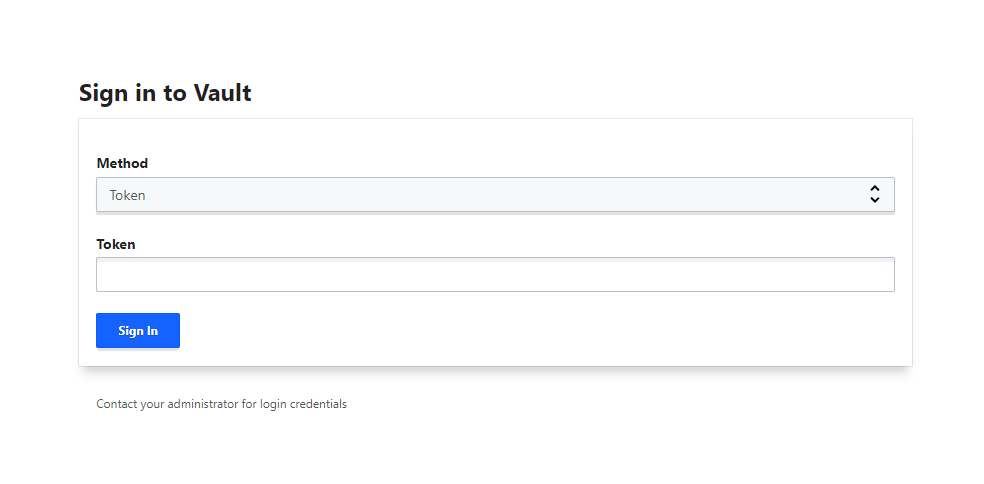 Sign in to Vault
Method
Token
Token
Sign In
Contact your administrator for login credentials